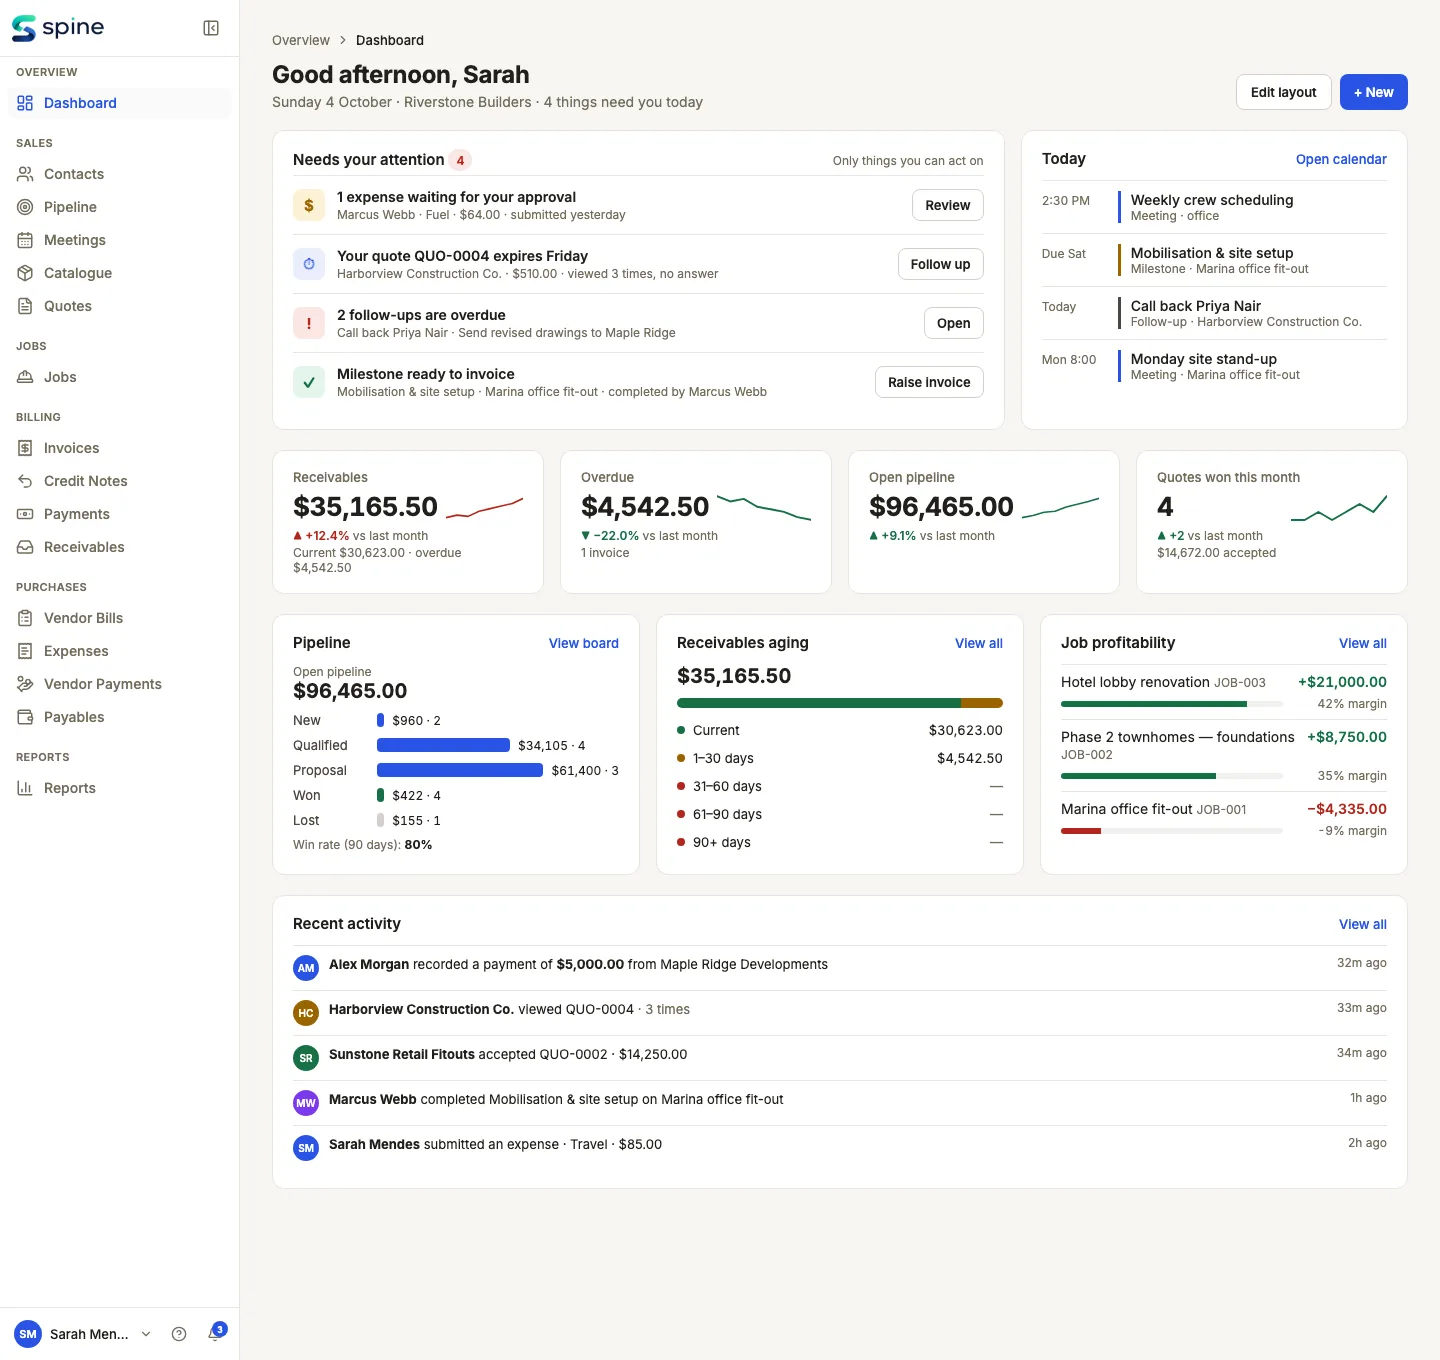 spine
OVERVIEW
Dashboard
SALES
Contacts
Pipeline
Meetings
Catalogue
Quotes
JOBS
Jobs
BILLING
Invoices
Credit Notes
Payments
Receivables
PURCHASES
Vendor Bills
Expenses
Vendor Payments
Payables
REPORTS
Reports
SM Sarah Men... 3
Overview > Dashboard
Good afternoon, Sarah
Sunday 4 October · Riverstone Builders · 4 things need you today
Edit layout + New
Needs your attention 4 Only things you can act on
$ 1 expense waiting for your approval Review
Marcus Webb · Fuel · $64.00 · submitted yesterday
Your quote QUO-0004 expires Friday Follow up
Harborview Construction Co. · $510.00 · viewed 3 times, no answer
! 2 follow-ups are overdue Open
Call back Priya Nair · Send revised drawings to Maple Ridge
Milestone ready to invoice Raise invoice
Mobilisation & site setup · Marina office fit-out · completed by Marcus Webb
Today Open calendar
2:30 PM Weekly crew scheduling
Meeting · office
Due Sat Mobilisation & site setup
Milestone · Marina office fit-out
Today Call back Priya Nair
Follow-up · Harborview Construction Co.
Mon 8:00 Monday site stand-up
Meeting · Marina office fit-out
Receivables
$35,165.50
▲ +12.4% vs last month
Current $30,623.00 · overdue
$4,542.50
Overdue
$4,542.50
▼ −22.0% vs last month
1 invoice
Open pipeline
$96,465.00
▲ +9.1% vs last month
Quotes won this month
4
▲ +2 vs last month
$14,672.00 accepted
Pipeline View board
Open pipeline
$96,465.00
New $960 · 2
Qualified $34,105 · 4
Proposal $61,400 · 3
Won $422 · 4
Lost $155 · 1
Win rate (90 days): 80%
Receivables aging View all
$35,165.50
Current $30,623.00
1–30 days $4,542.50
31–60 days —
61–90 days —
90+ days —
Job profitability View all
Hotel lobby renovation JOB-003 +$21,000.00
42% margin
Phase 2 townhomes — foundations +$8,750.00
JOB-002
35% margin
Marina office fit-out JOB-001 −$4,335.00
-9% margin
Recent activity View all
AM Alex Morgan recorded a payment of $5,000.00 from Maple Ridge Developments 32m ago
HC Harborview Construction Co. viewed QUO-0004 · 3 times 33m ago
SR Sunstone Retail Fitouts accepted QUO-0002 · $14,250.00 34m ago
MW Marcus Webb completed Mobilisation & site setup on Marina office fit-out 1h ago
SM Sarah Mendes submitted an expense · Travel · $85.00 2h ago